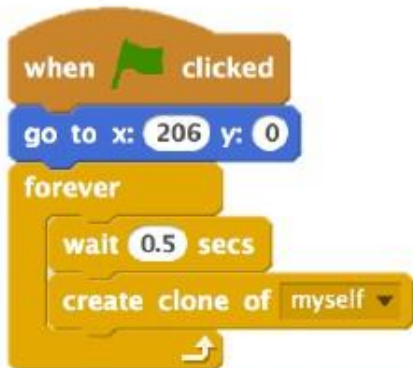 when clicked
go to x: 206 y: 0
forever
wait 0.5 secs
create clone of myself